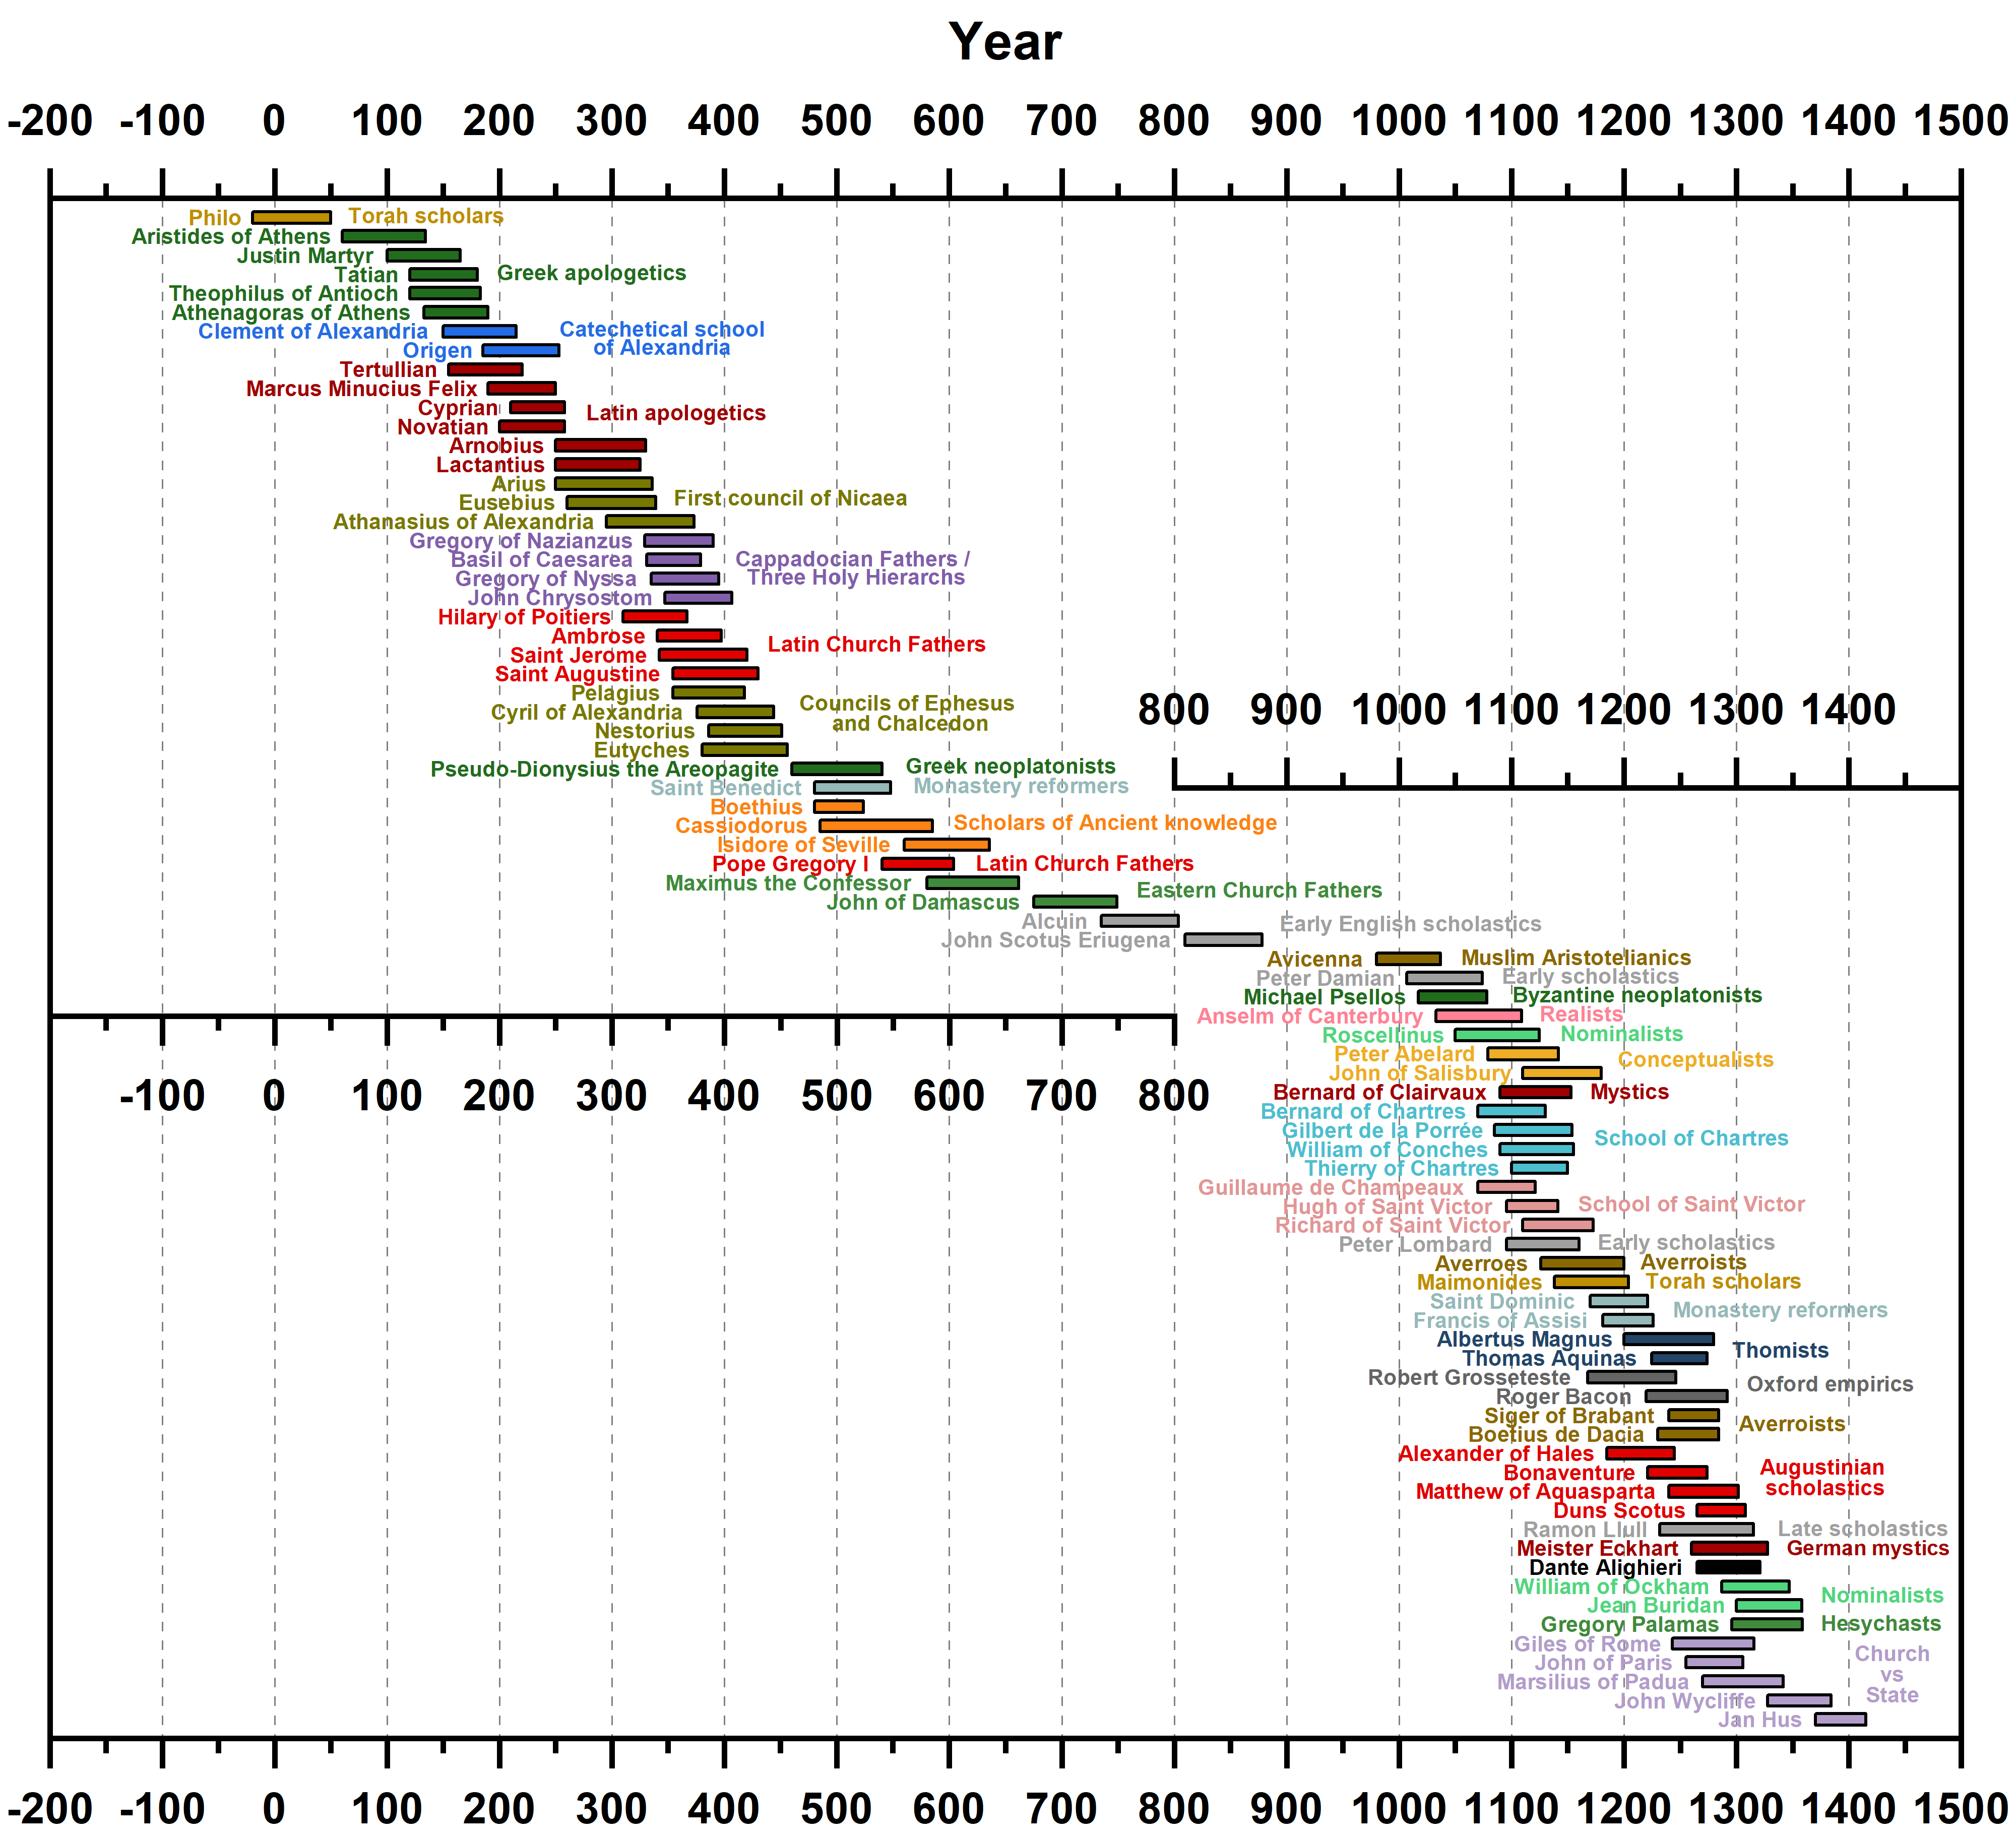 Year
-200 -100 0 100 200 300 400 500 600 700 800 900 1000 1100 1200 1300 1400 1500
Philo Torah scholars
Aristides of Athens
Justin Martyr
Tatian Greek apologetics
Theophilus of Antioch
Athenagoras of Athens
Clement of Alexandria Catechetical school
Origen of Alexandria
Tertullian
Marcus Minucius Felix
Cyprian Latin apologetics
Novatian
Arnobius
Lactantius
Arius
Eusebius First council of Nicaea
Athanasius of Alexandria
Gregory of Nazianzus
Basil of Caesarea Cappadocian Fathers /
Gregory of Nyssa Three Holy Hierarchs
John Chrysostom
Hilary of Poitiers
Ambrose Latin Church Fathers
Saint Jerome
Saint Augustine
Pelagius Councils of Ephesus
Cyril of Alexandria and Chalcedon
800 900 1000 1100 1200 1300 1400
Nestorius
Eutyches
Pseudo-Dionysius the Areopagite Greek neoplatonists
Saint Benedict Monastery reformers
Boethius
Cassiodorus Scholars of Ancient knowledge
Isidore of Seville
Pope Gregory I Latin Church Fathers
Maximus the Confessor Eastern Church Fathers
John of Damascus
Alcuin Early English scholastics
John Scotus Eriugena
Avicenna Muslim Aristotelianics
Peter Damian Early scholastics
Michael Psellos Byzantine neoplatonists
Anselm of Canterbury Realists
Roscellinus Nominalists
Peter Abelard Conceptualists
John of Salisbury
Bernard of Clairvaux Mystics
-100 0 100 200 300 400 500 600 700 800
Bernard of Chartres
Gilbert de la Porrée School of Chartres
William of Conches
Thierry of Chartres
Guillaume de Champeaux
Hugh of Saint Victor School of Saint Victor
Richard of Saint Victor
Peter Lombard Early scholastics
Averroes Averroists
Maimonides Torah scholars
Saint Dominic Monastery reformers
Francis of Assisi
Albertus Magnus Thomists
Thomas Aquinas
Robert Grosseteste Oxford empirics
Roger Bacon
Siger of Brabant Averroists
Boetius de Dacia
Alexander of Hales
Bonaventure Augustinian
Matthew of Aquasparta scholastics
Duns Scotus
Ramon Llull Late scholastics
Meister Eckhart German mystics
Dante Alighieri
William of Ockham Nominalists
Jean Buridan
Gregory Palamas Hesychasts
Giles of Rome Church
John of Paris vs
Marsilius of Padua State
John Wycliffe
Jan Hus
-200 -100 0 100 200 300 400 500 600 700 800 900 1000 1100 1200 1300 1400 1500